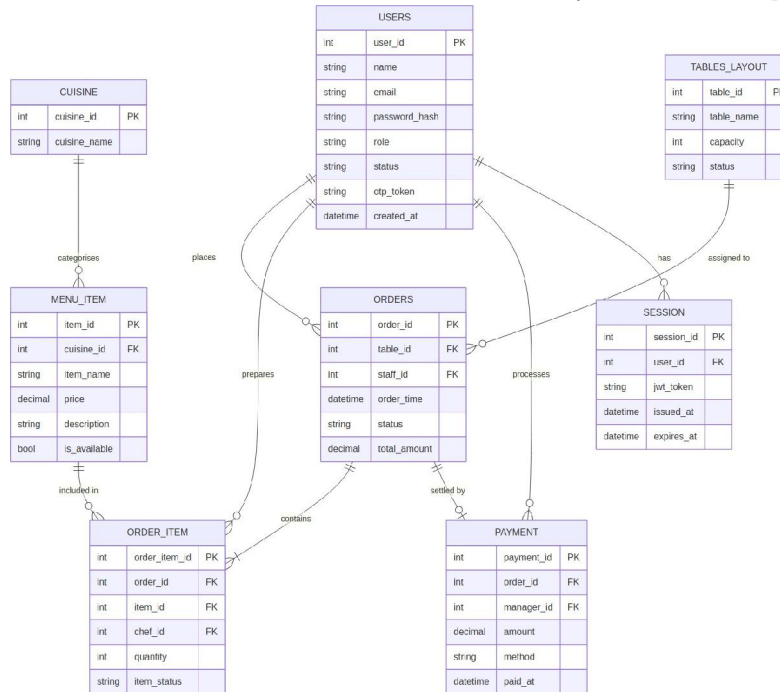 USERS
int user_id PK
string name
string email
string password_hash
string role
string status
string otp_token
datetime created_at
TABLES_LAYOUT
int table_id
string table_name
int capacity
string status
CUISINE
int cuisine_id PK
string cuisine_name
categorises
places
has
assigned to
MENU_ITEM
int item_id PK
int cuisine_id FK
string item_name
decimal price
string description
bool is_available
ORDERS
int order_id PK
int table_id FK
int staff_id FK
datetime order_time
string status
decimal total_amount
SESSION
int session_id PK
int user_id FK
string jwt_token
datetime issued_at
datetime expires_at
prepares
processes
included in
contains
settled by
ORDER_ITEM
int order_item_id PK
int order_id FK
int item_id FK
int chef_id FK
int quantity
string item_status
PAYMENT
int payment_id PK
int order_id FK
int manager_id FK
decimal amount
string method
datetime paid_at